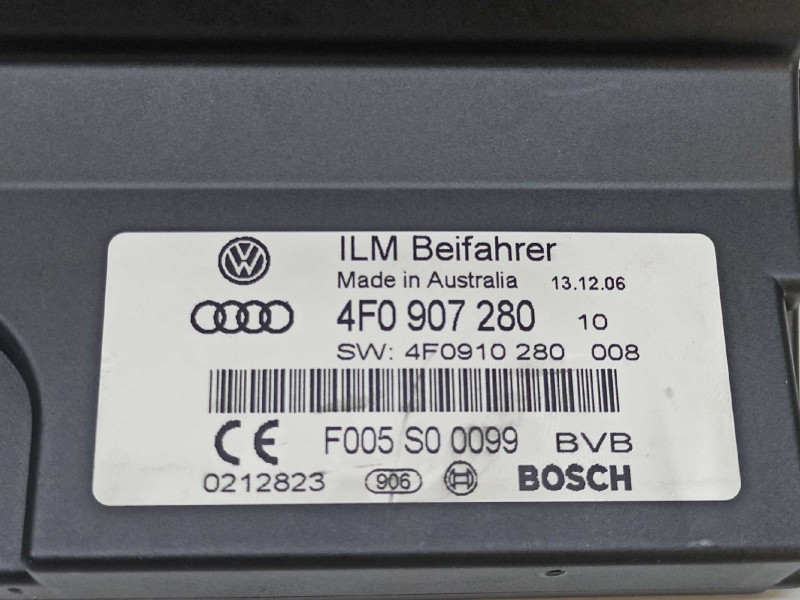 ILM Beifahrer
Made in Australia 13.12.06
4F0 907 280 10
SW: 4F0910 280 008
CE F005 S0 0099 BVB
0212823 906 BOSCH